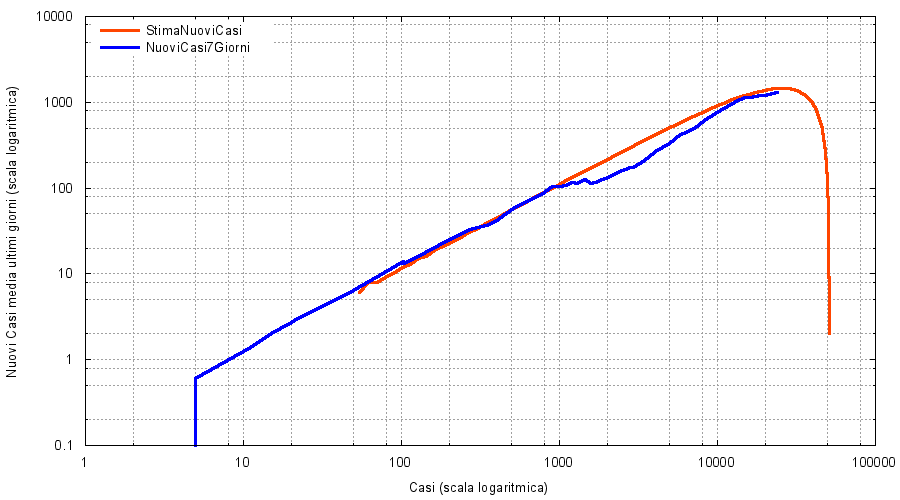 10000
1000
100
10
1
0.1
StimaNuoviCasi
NuoviCasi7Giorni
Nuovi Casi media ultimi giorni (scala logaritmica)
1 10 100 1000 10000 100000
Casi (scala logaritmica)